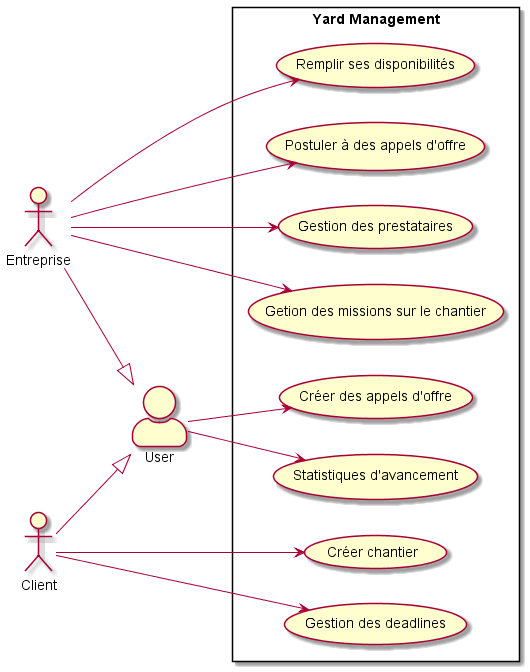 Yard Management
Remplir ses disponibilités
Postuler à des appels d'offre
Gestion des prestataires
Entreprise
Getion des missions sur le chantier
Créer des appels d'offre
User
Statistiques d'avancement
Créer chantier
Client
Gestion des deadlines